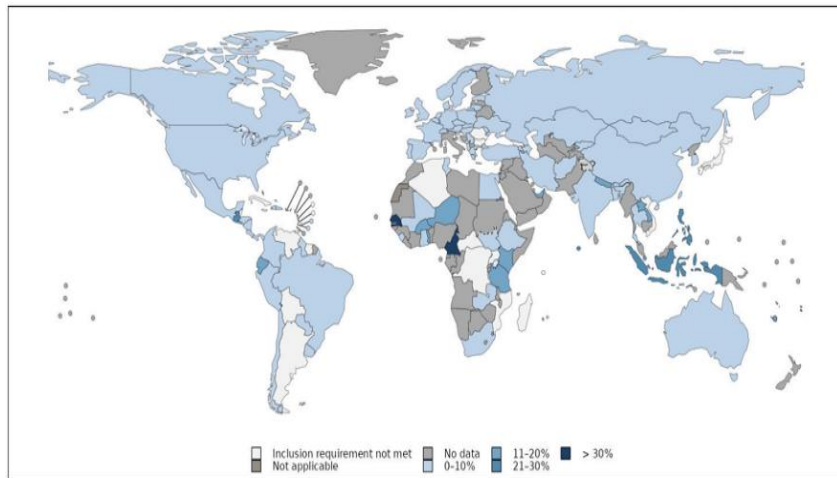 Inclusion requirement not met No data 11–20% > 30%
Not applicable 0–10% 21–30%